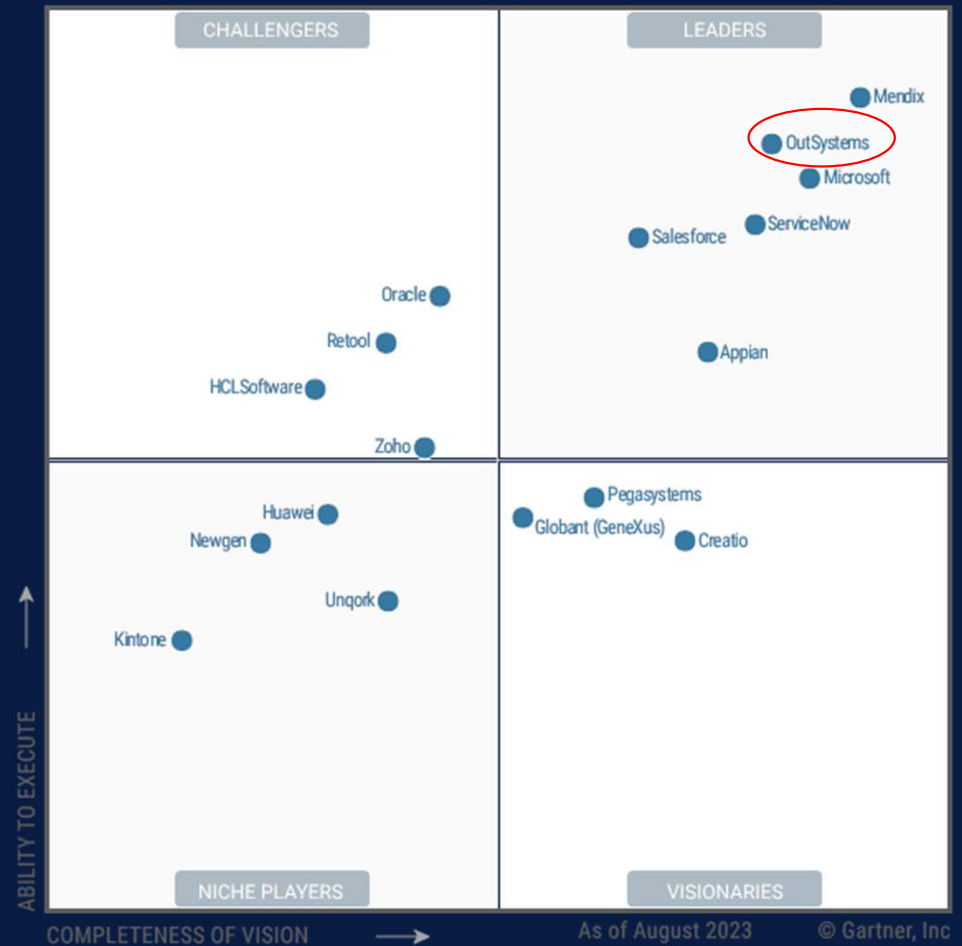 CHALLENGERS
LEADERS
Mendix
OutSystems
Microsoft
ServiceNow
Salesforce
Oracle
Retool
Appian
HCLSoftware
Zoho
Pegasystems
Huawei
Globant (GeneXus)
Newgen
Creatio
Unqork
Kintone
ABILITY TO EXECUTE
NICHE PLAYERS
VISIONARIES
COMPLETENESS OF VISION
As of August 2023
© Gartner, Inc